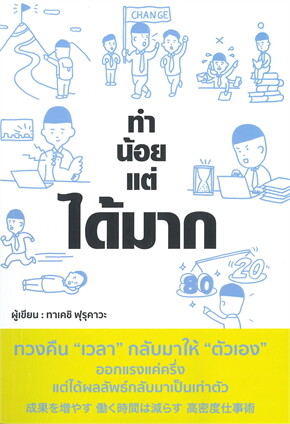 CHANGE
ทำ
น้อย
แต่
ได้มาก
80
20
ผู้เขียน : ทาเคชิ ฟุรุคาวะ
ทวงคืน “เวลา” กลับมาให้ “ตัวเอง”
ออกแรงแค่ครึ่ง
แต่ได้ผลลัพธ์กลับมาเป็นเท่าตัว
成果を増やす 働く時間は減らす 高密度仕事術